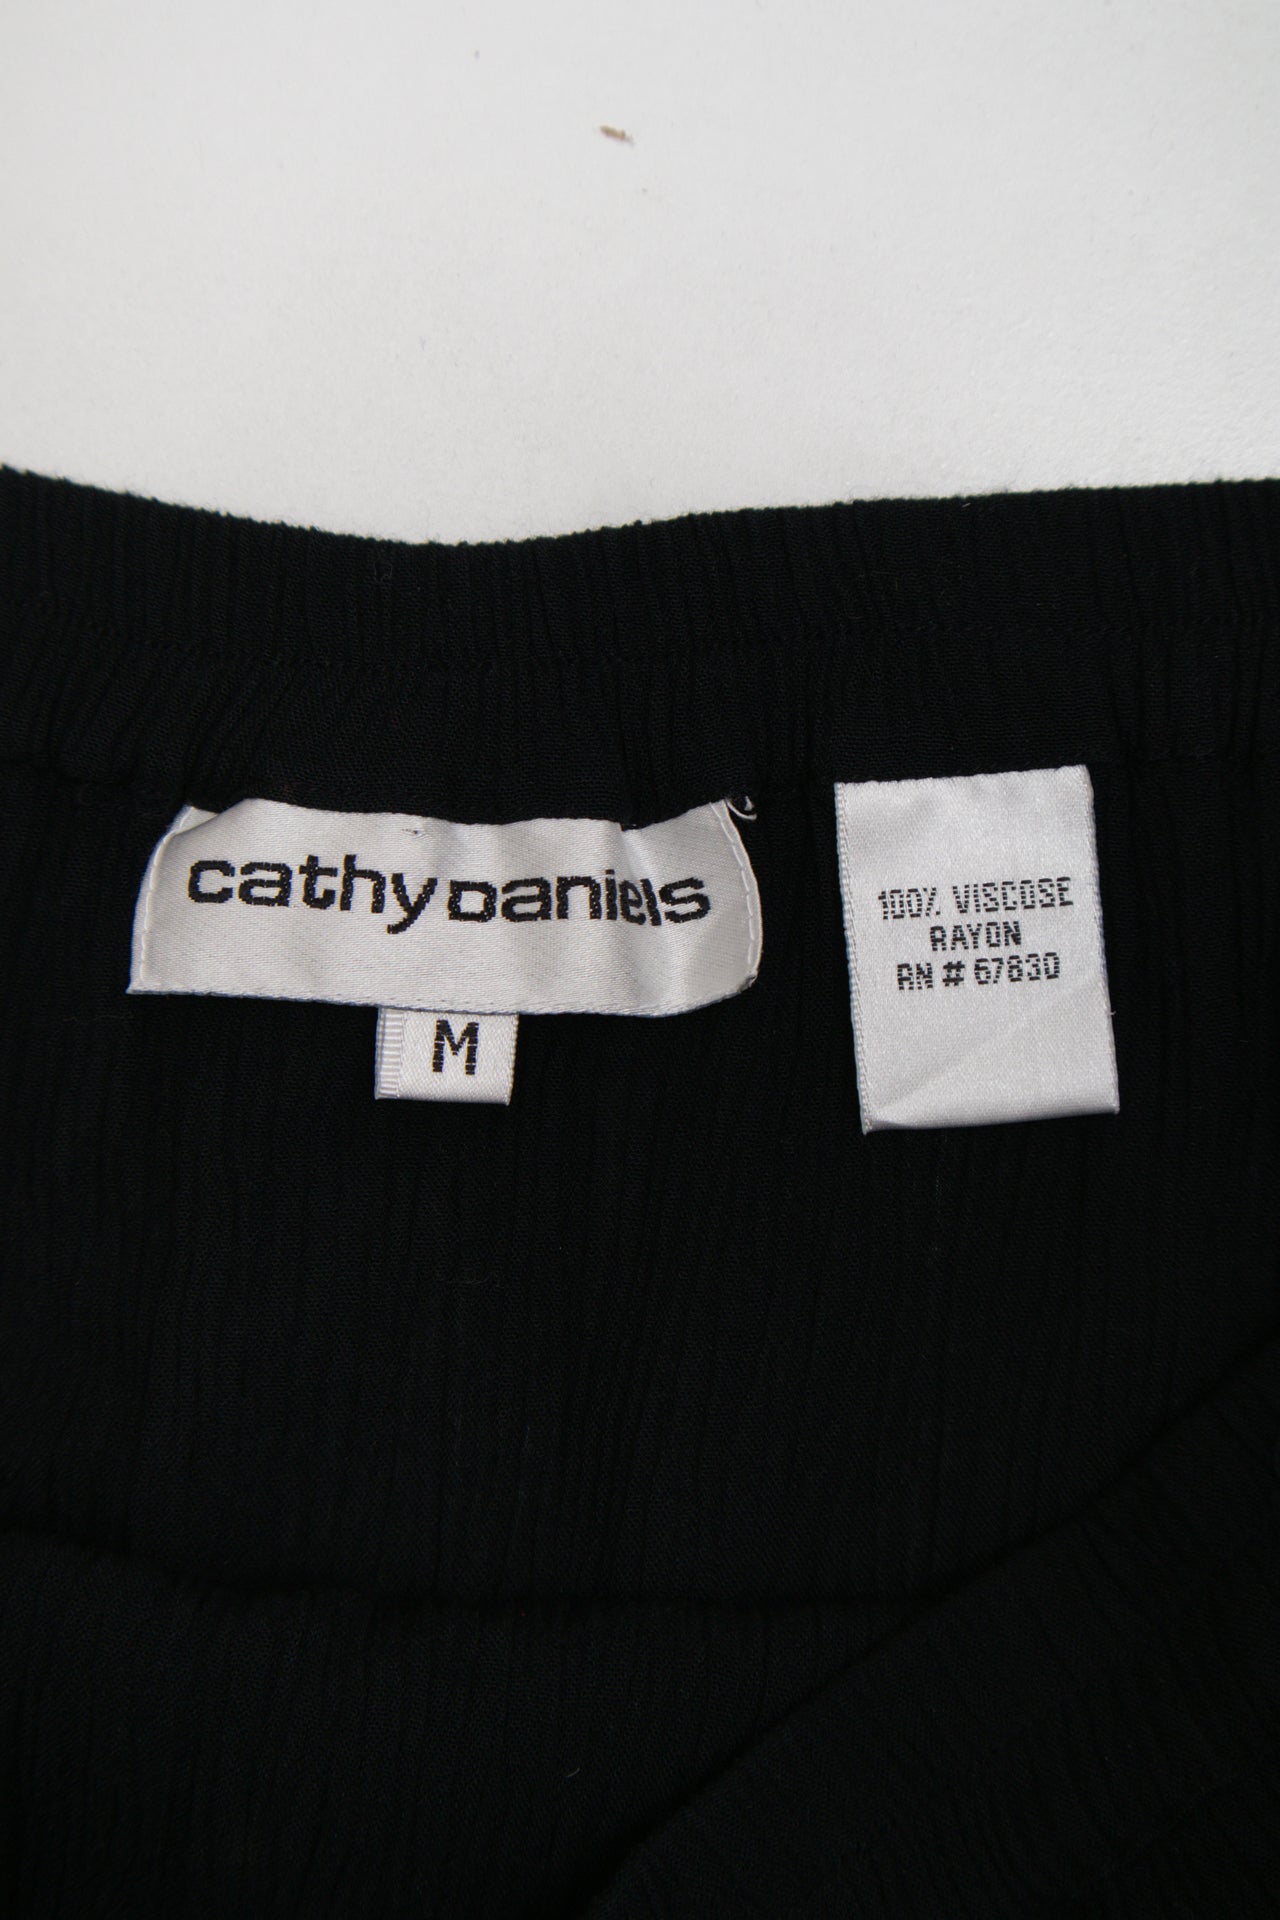 cathy Daniels
M
100% VISCOSE
RAYON
RN # 67830